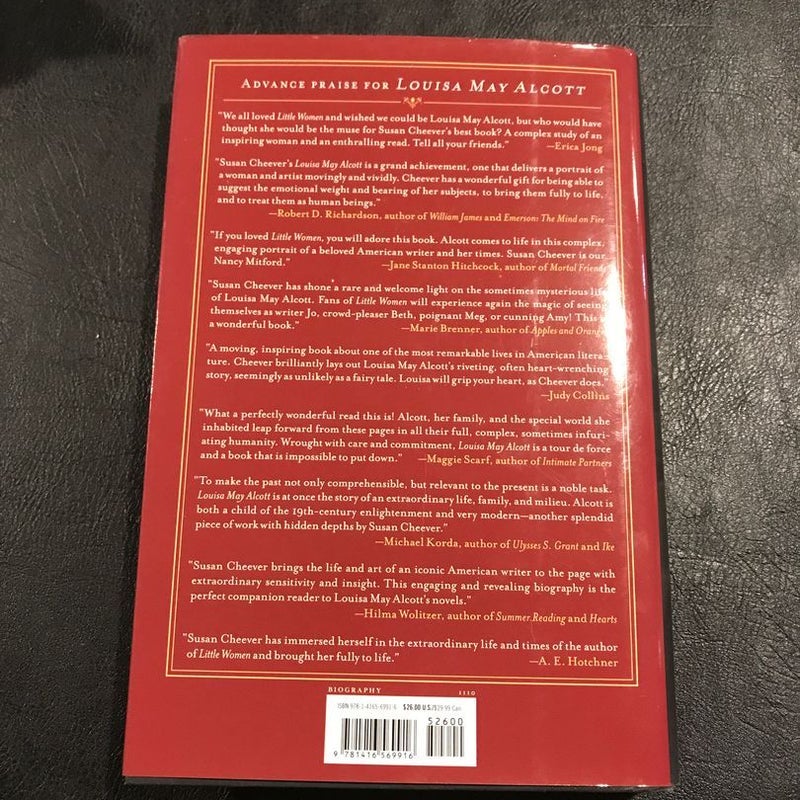 ADVANCE PRAISE FOR LOUISA MAY ALCOTT
"We all loved Little Women and wished we could be Louisa May Alcott, but who would have
thought she would be the muse for Susan Cheever's best book? A complex study of an
inspiring woman and an enthralling read. Tell all your friends." —Erica Jong
"Susan Cheever's Louisa May Alcott is a grand achievement, one that delivers a portrait of
a woman and artist movingly and vividly. Cheever has a wonderful gift for being able to
suggest the emotional weight and bearing of her subjects, to bring them fully to life,
and to treat them as human beings."
—Robert D. Richardson, author of William James and Emerson: The Mind on Fire
"If you loved Little Women, you will adore this book. Alcott comes to life in this complex,
engaging portrait of a beloved American writer and her times. Susan Cheever is our
Nancy Mitford." —Jane Stanton Hitchcock, author of Mortal Friends
"Susan Cheever has shone a rare and welcome light on the sometimes mysterious life
of Louisa May Alcott. Fans of Little Women will experience again the magic of seeing
themselves as writer Jo, crowd-pleaser Beth, poignant Meg, or cunning Amy! This is
a wonderful book." —Marie Brenner, author of Apples and Oranges
"A moving, inspiring book about one of the most remarkable lives in American litera-
ture. Cheever brilliantly lays out Louisa May Alcott's riveting, often heart-wrenching
story, seemingly as unlikely as a fairy tale. Louisa will grip your heart, as Cheever does."
—Judy Collins
"What a perfectly wonderful read this is! Alcott, her family, and the special world she
inhabited leap forward from these pages in all their full, complex, sometimes infuri-
ating humanity. Wrought with care and commitment, Louisa May Alcott is a tour de force
and a book that is impossible to put down." —Maggie Scarf, author of Intimate Partners
"To make the past not only comprehensible, but relevant to the present is a noble task.
Louisa May Alcott is at once the story of an extraordinary life, family, and milieu. Alcott is
both a child of the 19th-century enlightenment and very modern—another splendid
piece of work with hidden depths by Susan Cheever."
—Michael Korda, author of Ulysses S. Grant and Ike
"Susan Cheever brings the life and art of an iconic American writer to the page with
extraordinary sensitivity and insight. This engaging and revealing biography is the
perfect companion reader to Louisa May Alcott's novels."
—Hilma Wolitzer, author of Summer Reading and Hearts
"Susan Cheever has immersed herself in the extraordinary life and times of the author
of Little Women and brought her fully to life." —A. E. Hotchner
BIOGRAPHY 1110
ISBN 978-1-4165-6991-6 $26.00 U.S./$29.99 Can.
52600
9 781416 569916